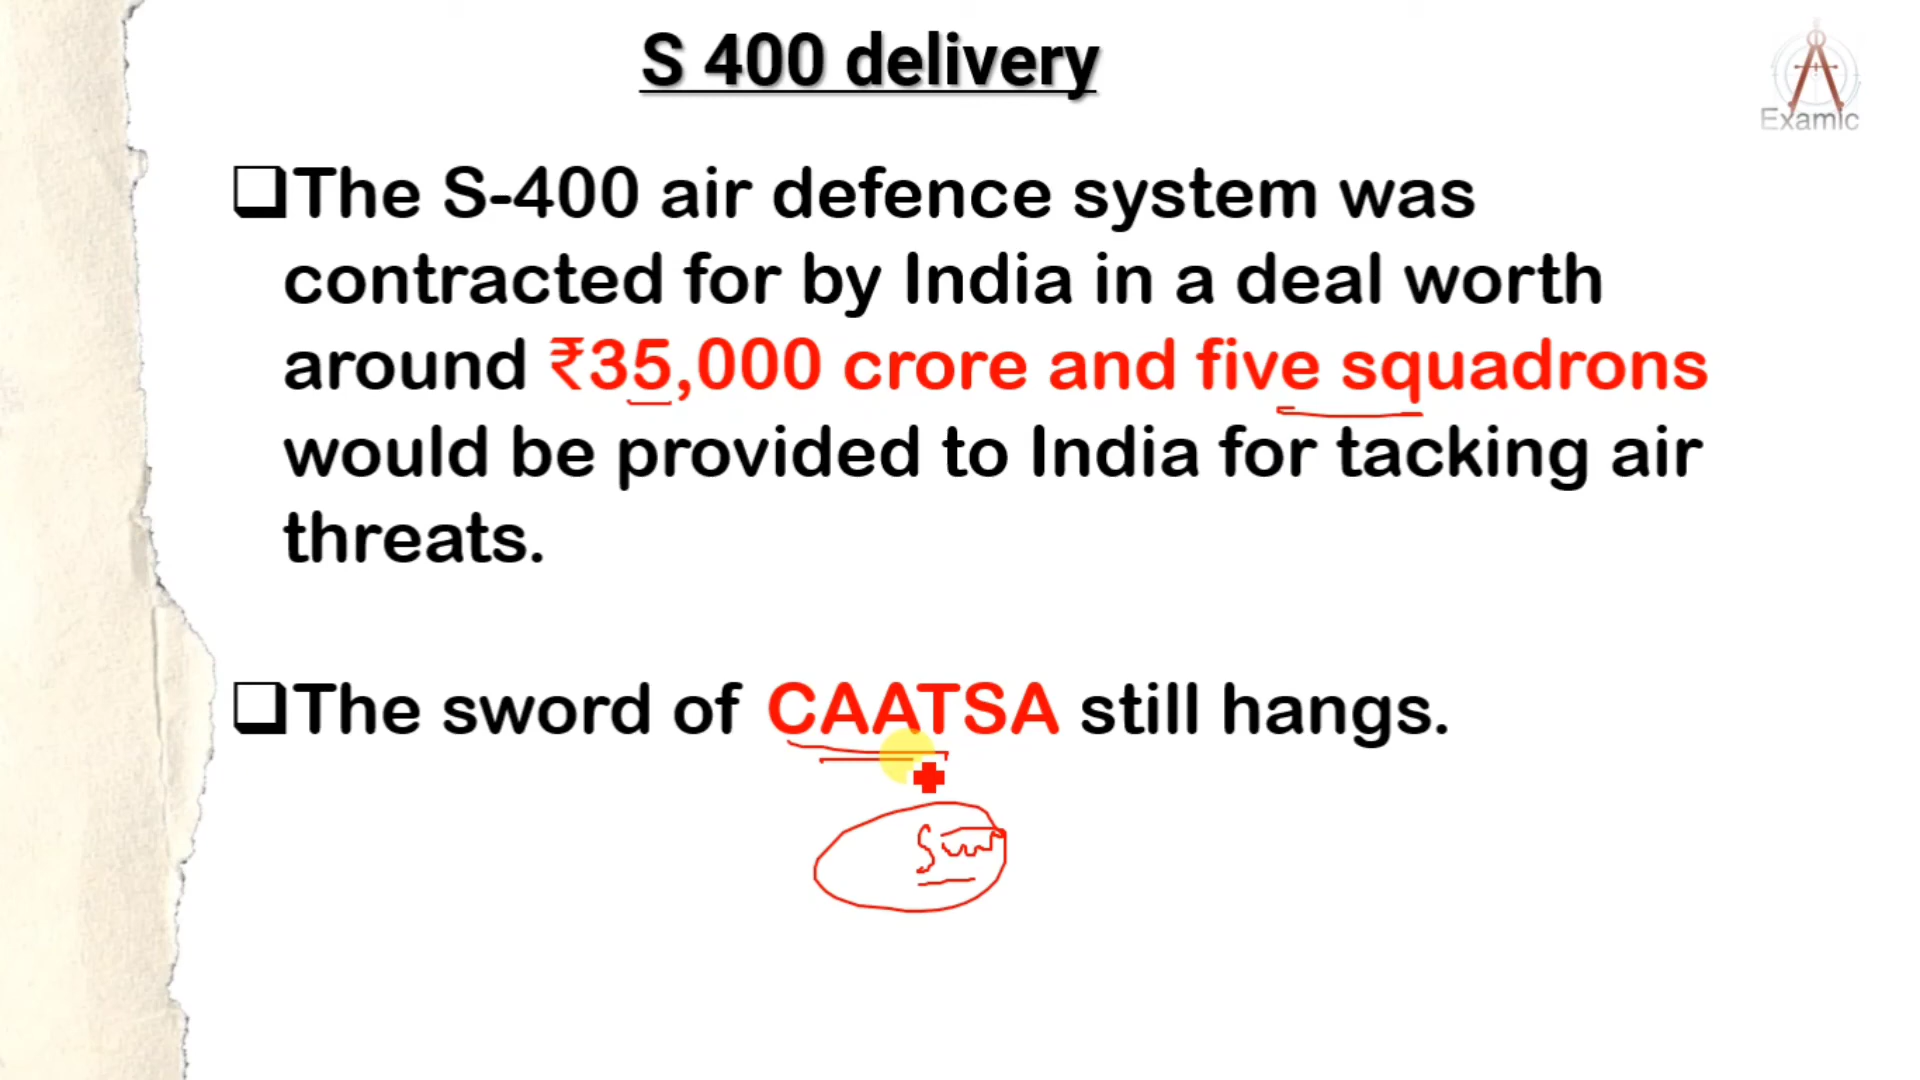 S 400 delivery
Examic
❑The S-400 air defence system was
contracted for by India in a deal worth
around ₹35,000 crore and five squadrons
would be provided to India for tacking air
threats.
❑The sword of CAATSA still hangs.